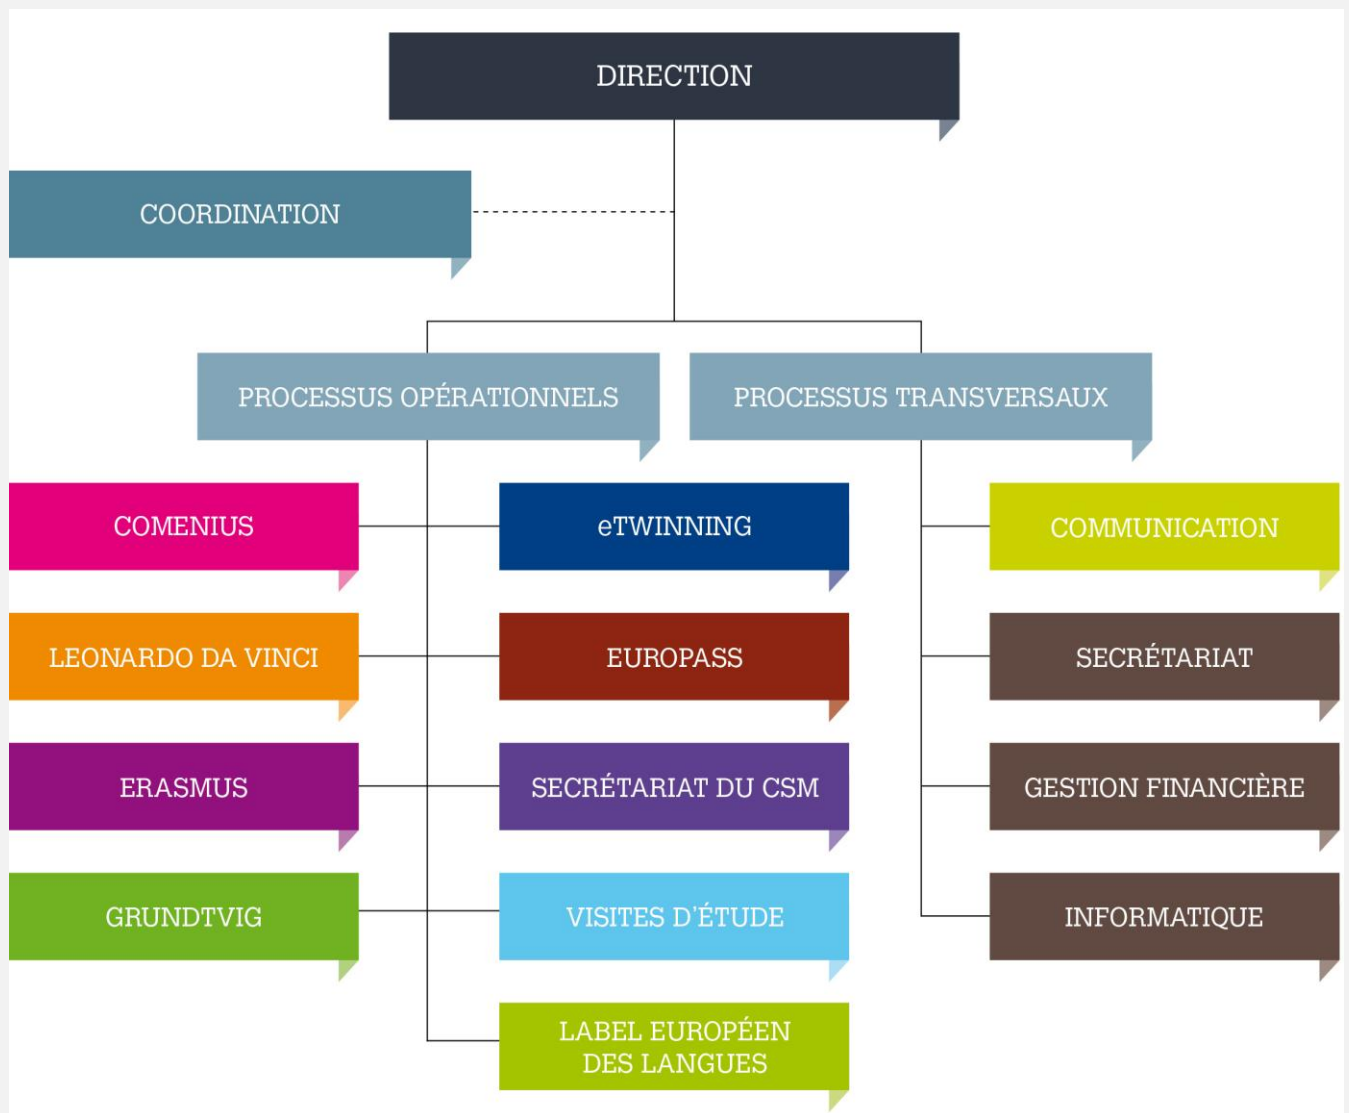 DIRECTION
COORDINATION
PROCESSUS OPÉRATIONNELS
PROCESSUS TRANSVERSAUX
COMENIUS
eTWINNING
COMMUNICATION
LEONARDO DA VINCI
EUROPASS
SECRÉTARIAT
ERASMUS
SECRÉTARIAT DU CSM
GESTION FINANCIÈRE
GRUNDTVIG
VISITES D'ÉTUDE
INFORMATIQUE
LABEL EUROPÉEN
DES LANGUES